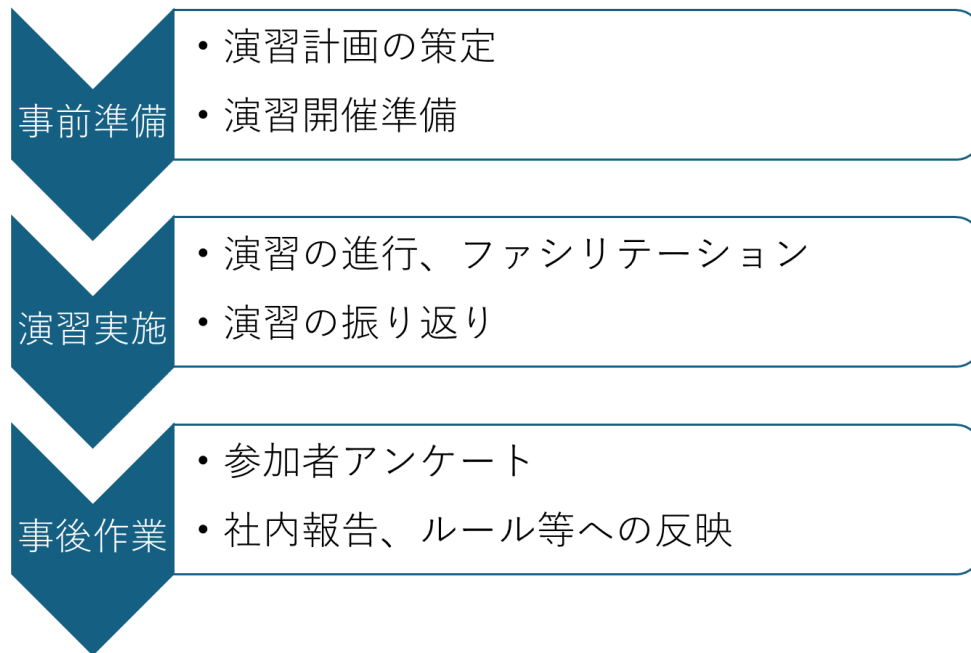 事前準備
・演習計画の策定
・演習開催準備
演習実施
・演習の進行、ファシリテーション
・演習の振り返り
事後作業
・参加者アンケート
・社内報告、ルール等への反映